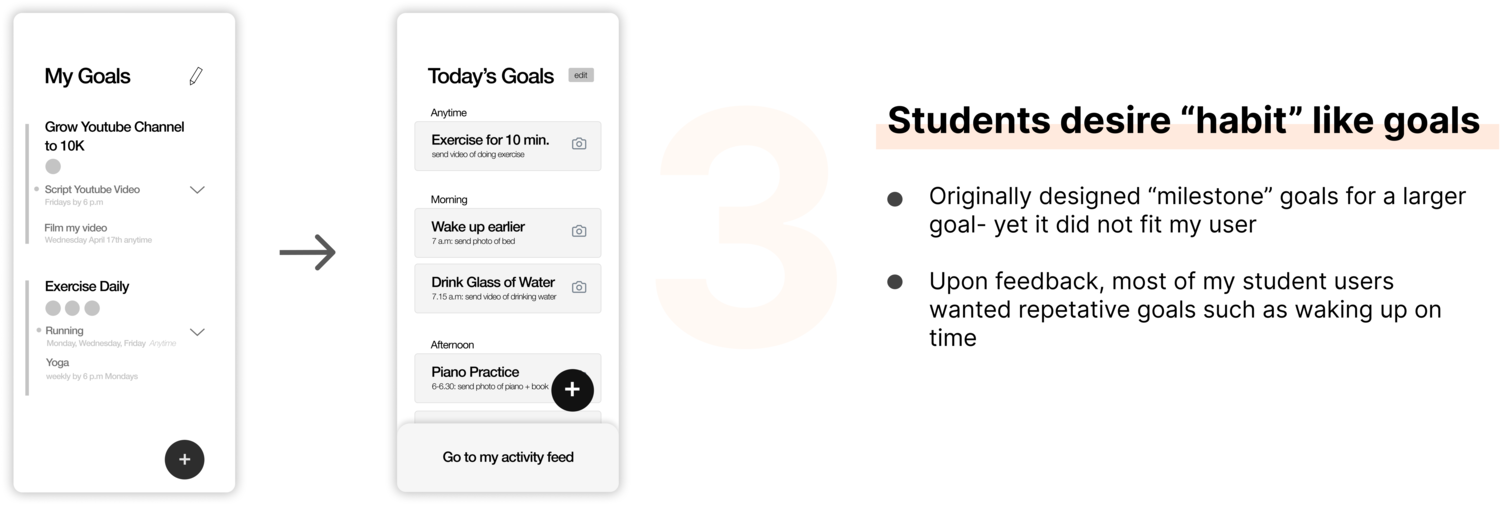 My Goals
Grow Youtube Channel
to 10K
Script Youtube Video
Fridays by 6 p.m
Film my video
Wednesday April 17th anytime
Exercise Daily
Running
Monday, Wednesday, Friday Anytime
Yoga
weekly by 6 p.m Mondays
+
Today's Goals
edit
Anytime
Exercise for 10 min.
send video of doing exercise
Morning
Wake up earlier
7 a.m: send photo of bed
Drink Glass of Water
7.15 a.m: send video of drinking water
Afternoon
Piano Practice
6-6.30: send photo of piano + book
+
Go to my activity feed
3
Students desire “habit” like goals
Originally designed “milestone” goals for a larger
goal- yet it did not fit my user
Upon feedback, most of my student users
wanted repetative goals such as waking up on
time